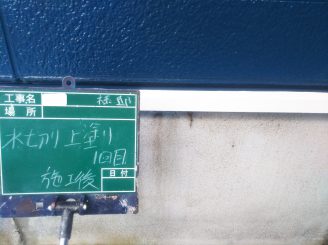 工事名 様邸
場所
水切り上塗り
1回目
施工後
日付